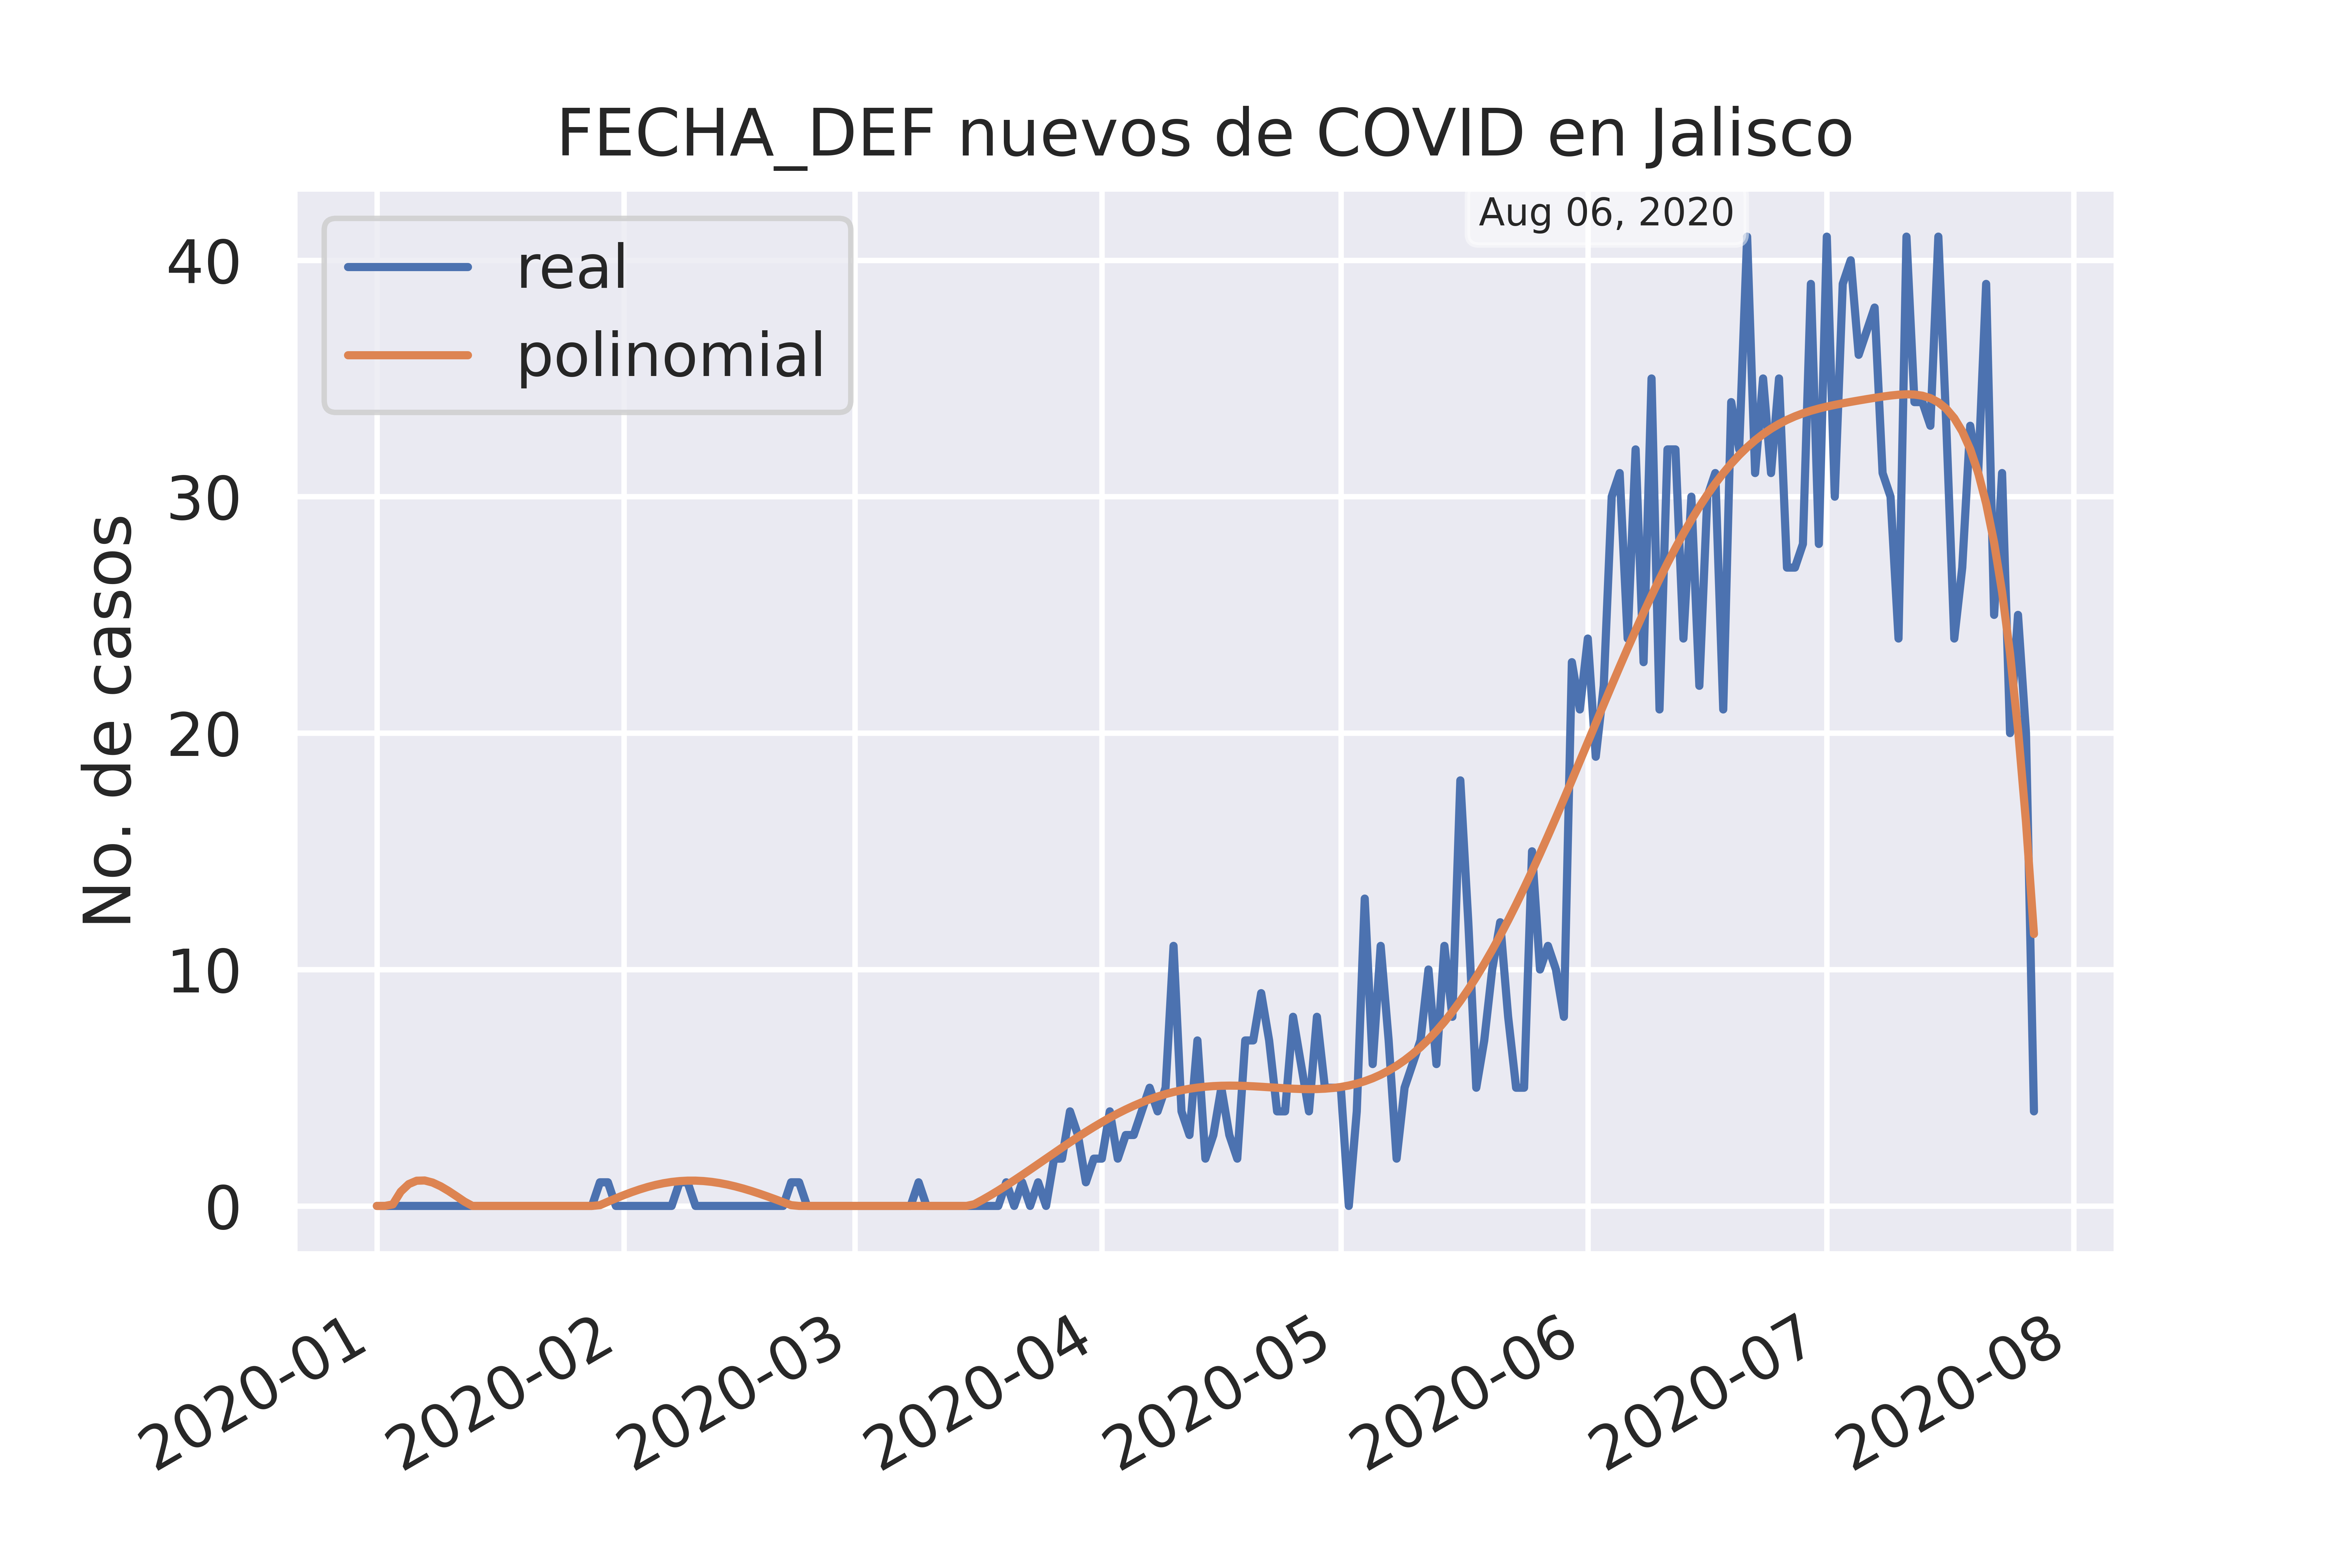 FECHA_DEF nuevos de COVID en Jalisco
Aug 06, 2020
real
polinomial
No. de casos
40
30
20
10
0
2020-01
2020-02
2020-03
2020-04
2020-05
2020-06
2020-07
2020-08